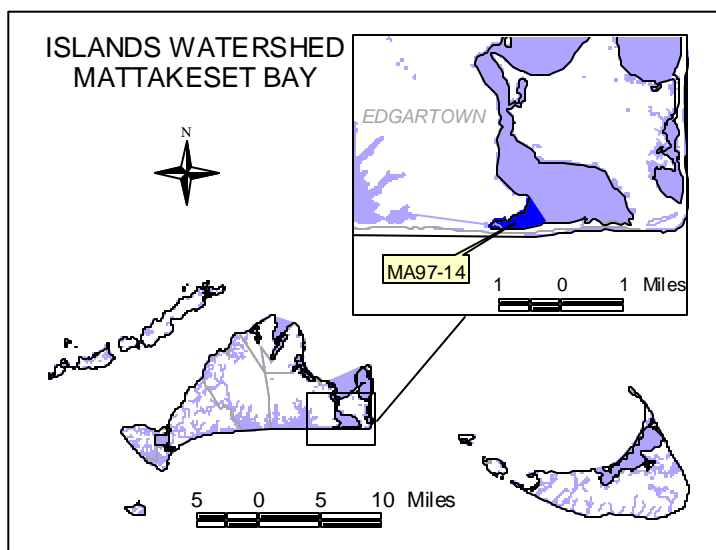 ISLANDS WATERSHED
MATTAKESET BAY
N
EDGARTOWN
MA97-14
1 0 1 Miles
5 0 5 10 Miles